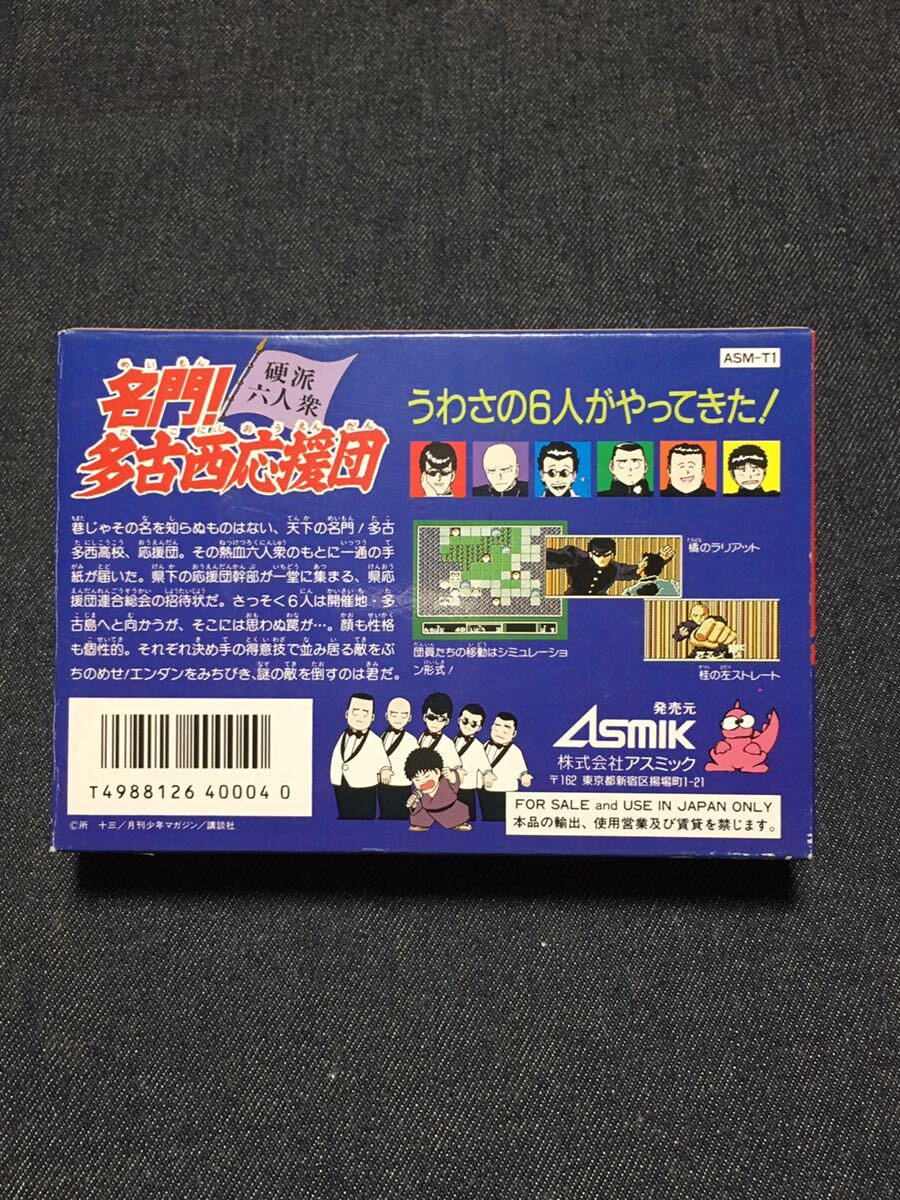 めいもん
名門!
硬派
六人衆
たこにしおうえんだん
多古西応援団
ASM-T1
うわさの6人がやってきた!
巷じゃその名を知らぬものはない、天下の名門!多古
多西高校、応援団。その熱血六人衆のもとに一通の手
紙が届いた。県下の応援団幹部が一堂に集まる、県応
援団連合総会の招待状だ。さっそく6人は開催地・多
古島へと向かうが、そこには思わぬ罠が…。顔も性格
も個性的。それぞれ決め手の得意技で並み居る敵をぶ
ちのめせ!エンダンをみちびき、謎の敵を倒すのは君だ。
団員たちの移動はシミュレーショ
ン形式!
橘のラリアット
桂の左ストレート
T4988126 40004 0
©所 十三/月刊少年マガジン/講談社
発売元
ASMIK
株式会社アスミック
〒162 東京都新宿区揚場町1-21
FOR SALE and USE IN JAPAN ONLY
本品の輸出、使用営業及び賃貸を禁じます。